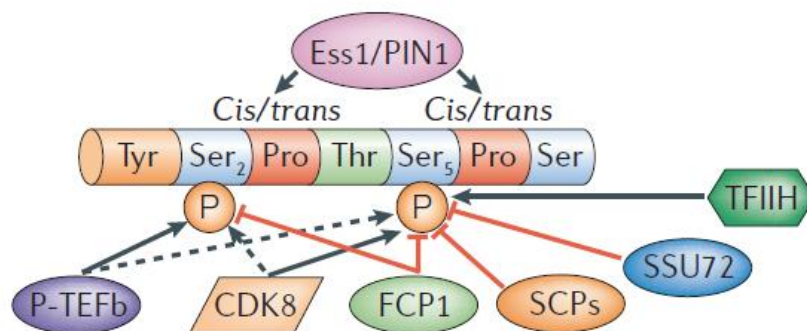 Ess1/PIN1
Cis/trans Cis/trans
Tyr Ser2 Pro Thr Ser5 Pro Ser
P P TFIIH
SSU72
P-TEFb CDK8 FCP1 SCPs